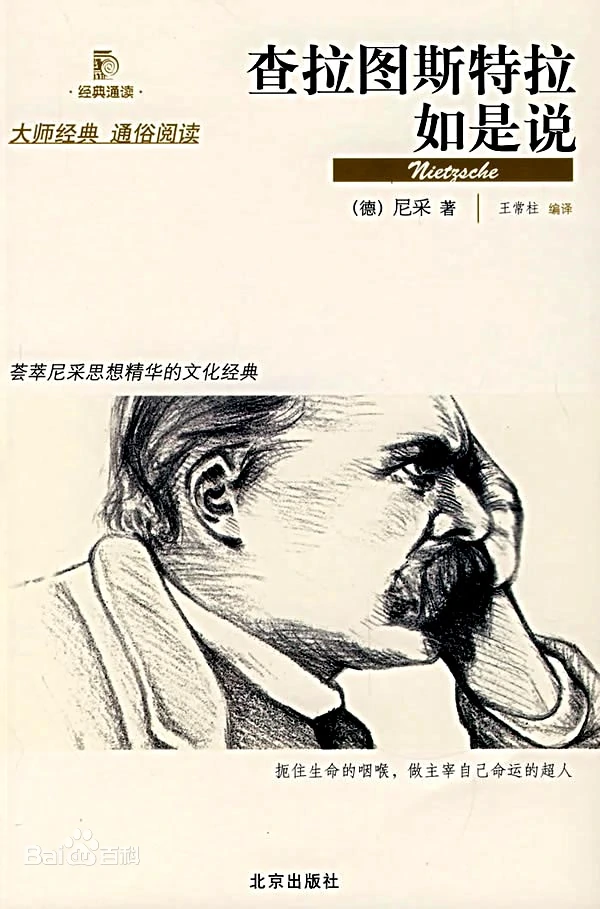 ·经典通读·
大师经典 通俗阅读
查拉图斯特拉
如是说
Nietzsche
(德) 尼采 著 | 王常柱 编译
荟萃尼采思想精华的文化经典
扼住生命的咽喉，做主宰自己命运的超人
Baidu百科
北京出版社